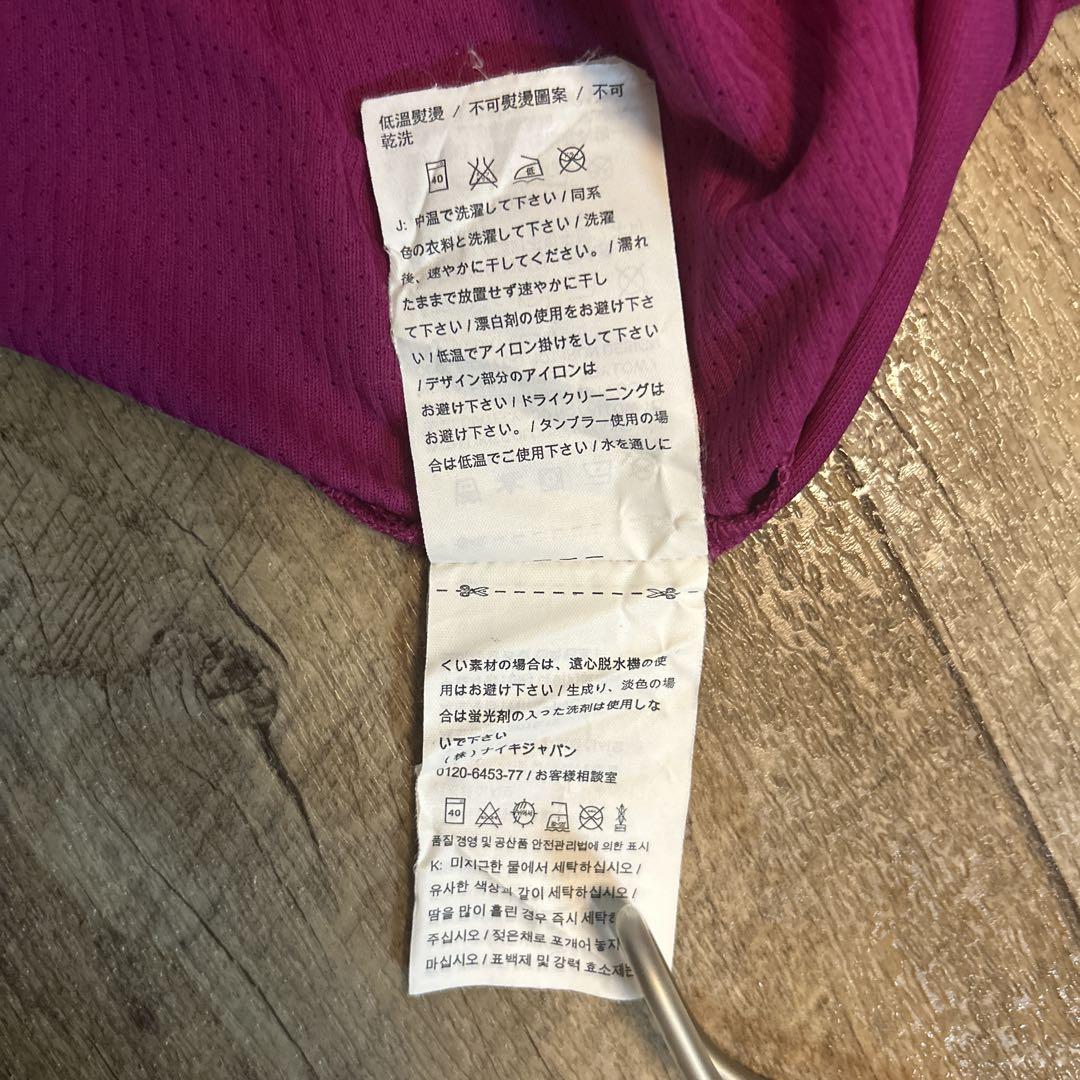 低溫熨燙 / 不可熨燙圖案 / 不可
乾洗
40 低
J: 中温で洗濯して下さい / 同系
色の衣料と洗濯して下さい / 洗濯
後、速やかに干してください。/ 濡れ
たままで放置せず速やかに干し
て下さい / 漂白剤の使用をお避け下さ
い / 低温でアイロン掛けをして下さい
/ デザイン部分のアイロンは
お避け下さい / ドライクリーニングは
お避け下さい。/ タンブラー使用の場
合は低温でご使用下さい / 水を通しに
くい素材の場合は、遠心脱水機の使
用はお避け下さい / 生成り、淡色の場
合は蛍光剤の入った洗剤は使用しな
いで下さい
(株) ナイキジャパン
0120-6453-77 / お客様相談室
40
품질경영 및 공산품 안전관리법에 의한 표시
K: 미지근한 물에서 세탁하십시오 /
유사한 색상과 같이 세탁하십시오 /
땀을 많이 흘린 경우 즉시
주십시오 / 젖은채로 포개어 놓지
마십시오 / 표백제 및 강력 효소제는